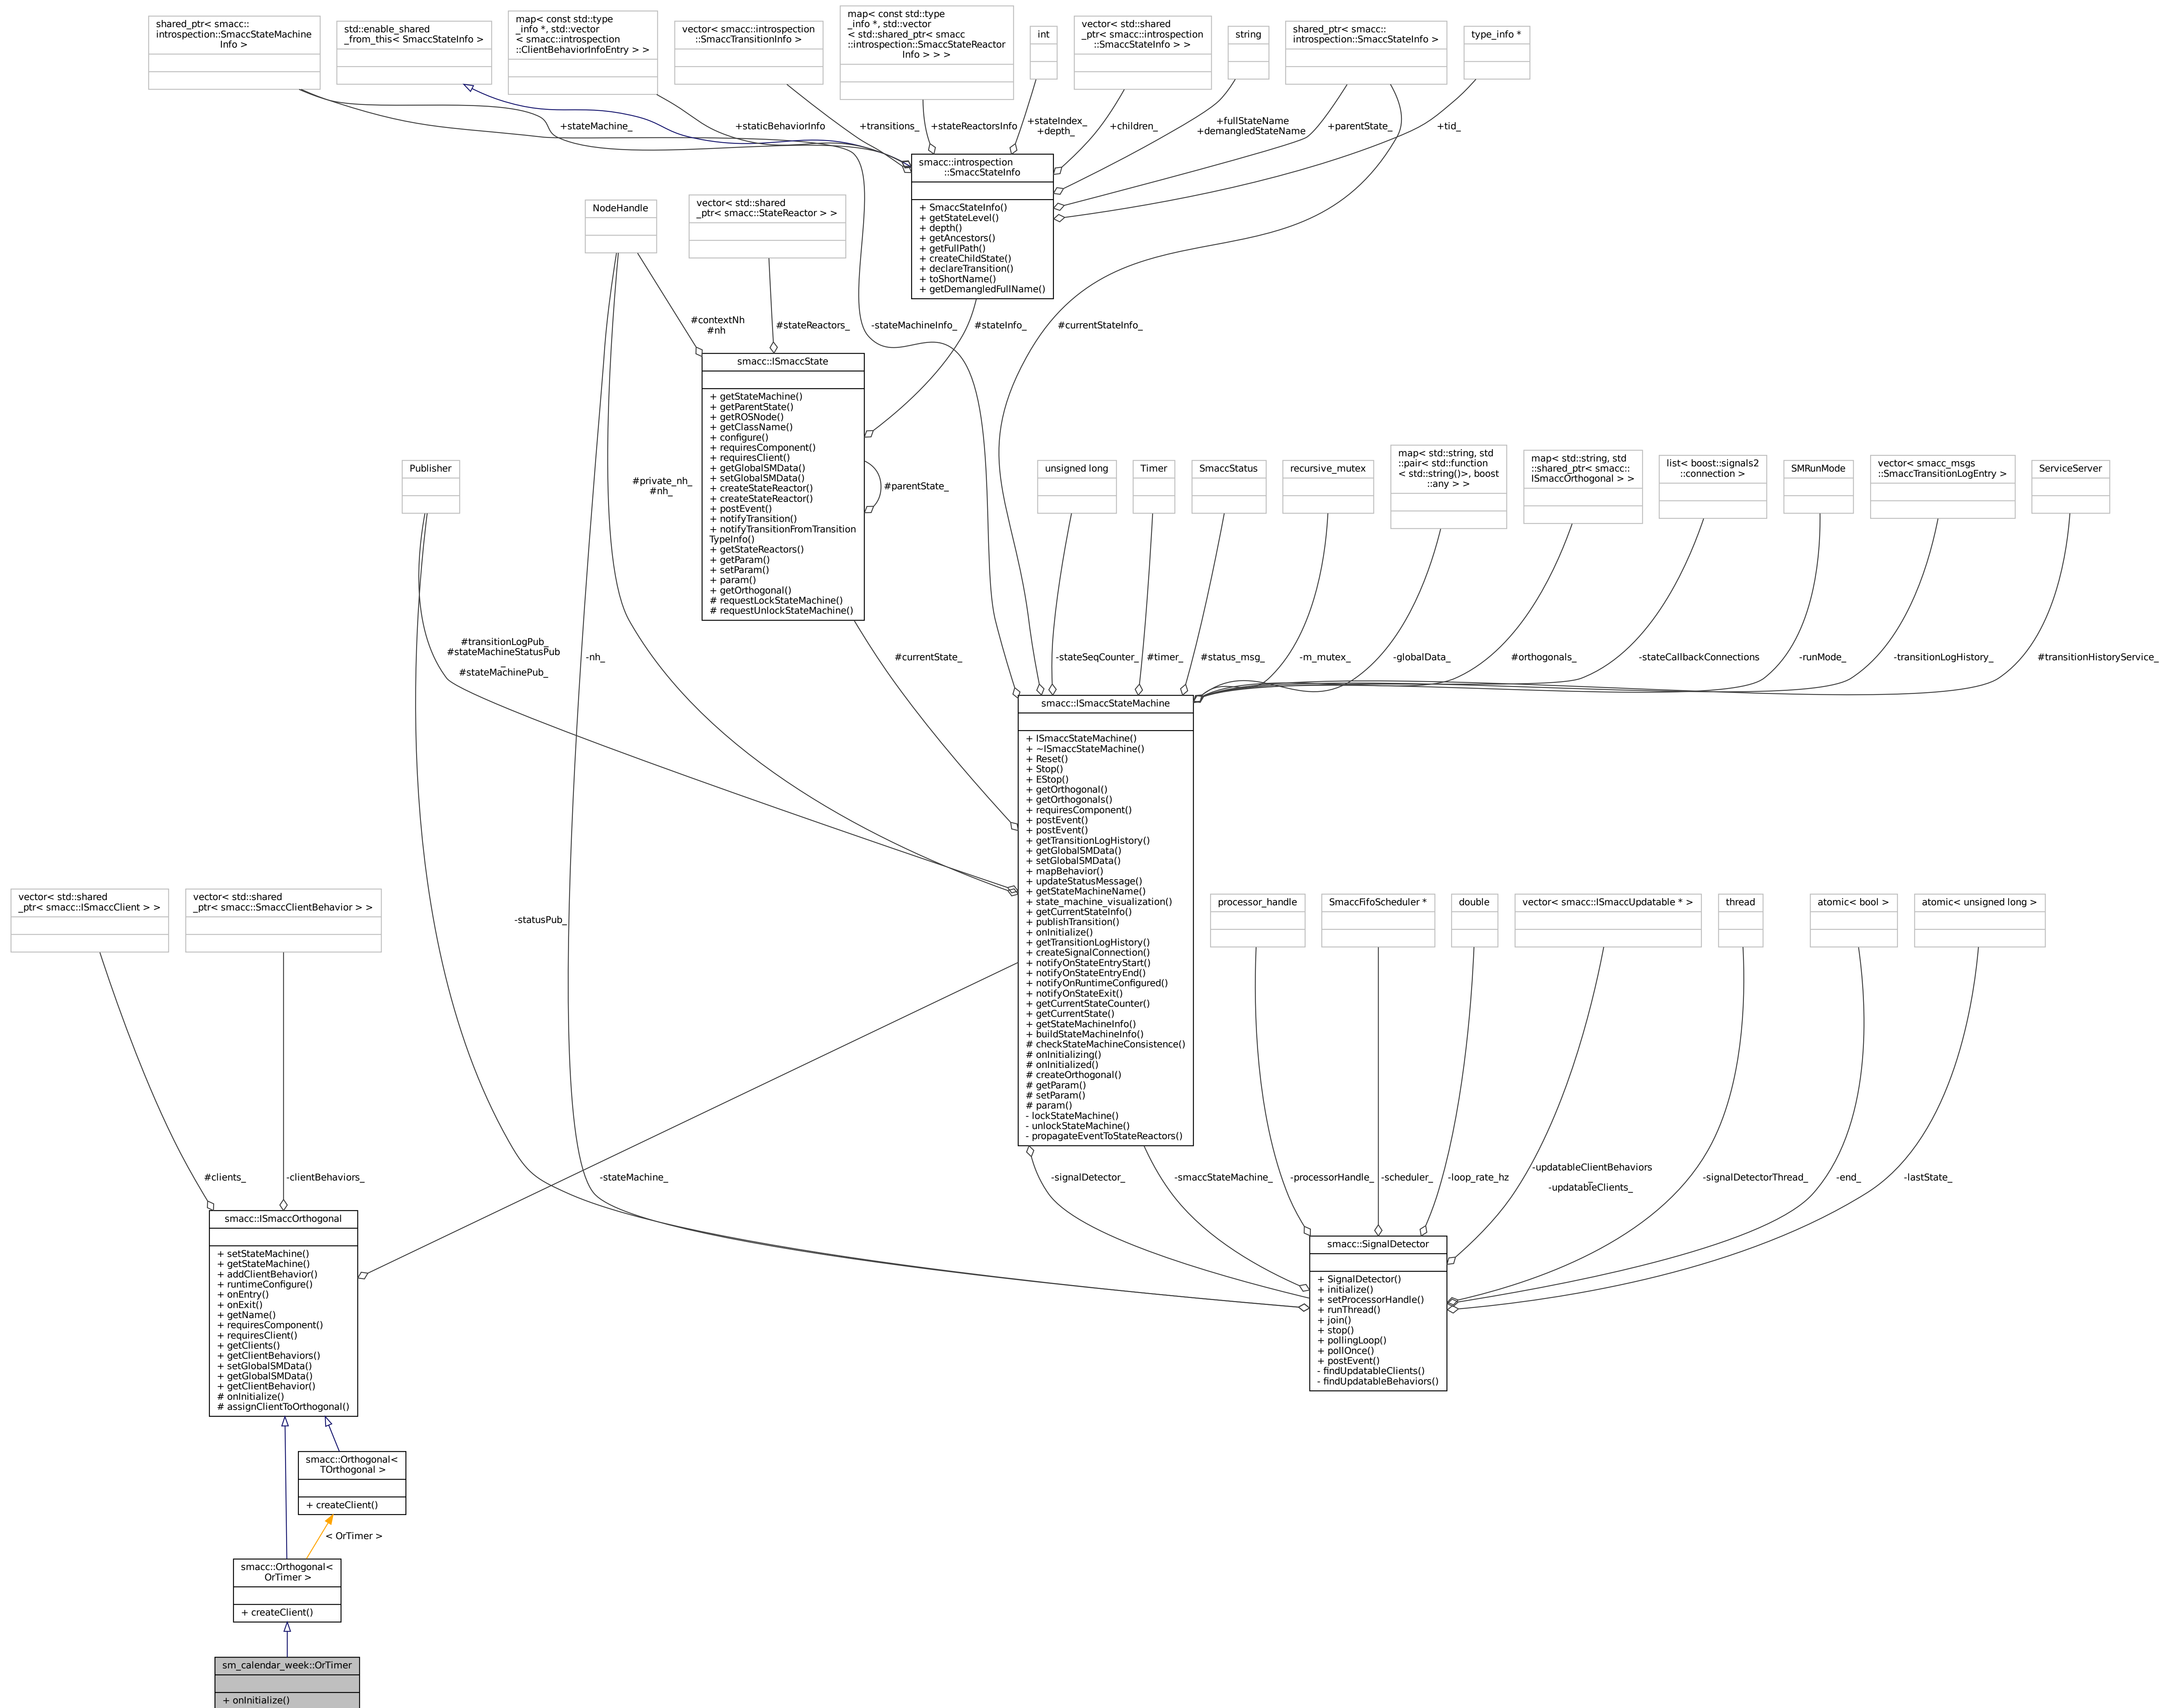 shared_ptr< smacc::
introspection::SmaccStateMachine
Info >
std::enable_shared
_from_this< SmaccStateInfo >
map< const std::type
_info *, std::vector
< smacc::introspection
::ClientBehaviorInfoEntry > >
vector< smacc::introspection
::SmaccTransitionInfo >
map< const std::type
_info *, std::vector
< std::shared_ptr< smacc
::introspection::SmaccStateReactor
Info > > >
int
vector< std::shared
_ptr< smacc::introspection
::SmaccStateInfo > >
string
shared_ptr< smacc::
introspection::SmaccStateInfo >
type_info *
+stateMachine_
+staticBehaviorInfo
+transitions_
+stateReactorsInfo
+stateIndex_
+depth_
+children_
+fullStateName
+demangledStateName
+parentState_
+tid_
smacc::introspection
::SmaccStateInfo
+ SmaccStateInfo()
+ getStateLevel()
+ depth()
+ getAncestors()
+ getFullPath()
+ createChildState()
+ declareTransition()
+ toShortName()
+ getDemangledFullName()
NodeHandle
vector< std::shared
_ptr< smacc::StateReactor > >
#contextNh
#nh
#stateReactors_
-stateMachineInfo_
#stateInfo_
#currentStateInfo_
smacc::ISmaccState
+ getStateMachine()
+ getParentState()
+ getROSNode()
+ getClassName()
+ configure()
+ requiresComponent()
+ requiresClient()
+ getGlobalSMData()
+ setGlobalSMData()
+ createStateReactor()
+ createStateReactor()
+ postEvent()
+ notifyTransition()
+ notifyTransitionFromTransition
TypeInfo()
+ getStateReactors()
+ getParam()
+ setParam()
+ param()
+ getOrthogonal()
# requestLockStateMachine()
# requestUnlockStateMachine()
#parentState_
#private_nh_
#nh_
Publisher
unsigned long
Timer
SmaccStatus
recursive_mutex
map< std::string, std
::pair< std::function
< std::string()>, boost
::any > >
map< std::string, std
::shared_ptr< smacc::
ISmaccOrthogonal > >
list< boost::signals2
::connection >
SMRunMode
vector< smacc_msgs
::SmaccTransitionLogEntry >
ServiceServer
#transitionLogPub_
#stateMachineStatusPub
_
#stateMachinePub_
-nh_
#currentState_
-stateSeqCounter_
#timer_
#status_msg_
-m_mutex_
-globalData_
#orthogonals_
-stateCallbackConnections
-runMode_
-transitionLogHistory_
#transitionHistoryService_
smacc::ISmaccStateMachine
+ ISmaccStateMachine()
+ ~ISmaccStateMachine()
+ Reset()
+ Stop()
+ EStop()
+ getOrthogonal()
+ getOrthogonals()
+ requiresComponent()
+ postEvent()
+ postEvent()
+ getTransitionLogHistory()
+ getGlobalSMData()
+ setGlobalSMData()
+ mapBehavior()
+ updateStatusMessage()
+ getStateMachineName()
+ state_machine_visualization()
+ getCurrentStateInfo()
+ publishTransition()
+ onInitialize()
+ getTransitionLogHistory()
+ createSignalConnection()
+ notifyOnStateEntryStart()
+ notifyOnStateEntryEnd()
+ notifyOnRuntimeConfigured()
+ notifyOnStateExit()
+ getCurrentStateCounter()
+ getCurrentState()
+ getStateMachineInfo()
+ buildStateMachineInfo()
# checkStateMachineConsistence()
# onInitializing()
# onInitialized()
# createOrthogonal()
# getParam()
# setParam()
# param()
- lockStateMachine()
- unlockStateMachine()
- propagateEventToStateReactors()
vector< std::shared
_ptr< smacc::ISmaccClient > >
vector< std::shared
_ptr< smacc::SmaccClientBehavior > >
-statusPub_
processor_handle
SmaccFifoScheduler *
double
vector< smacc::ISmaccUpdatable * >
thread
atomic< bool >
atomic< unsigned long >
#clients_
-clientBehaviors_
-stateMachine_
-signalDetector_
-smaccStateMachine_
-processorHandle_
-scheduler_
-loop_rate_hz
-updatableClientBehaviors
_
-updatableClients_
-signalDetectorThread_
-end_
-lastState_
smacc::ISmaccOrthogonal
+ setStateMachine()
+ getStateMachine()
+ addClientBehavior()
+ runtimeConfigure()
+ onEntry()
+ onExit()
+ getName()
+ requiresComponent()
+ requiresClient()
+ getClients()
+ getClientBehaviors()
+ setGlobalSMData()
+ getGlobalSMData()
+ getClientBehavior()
# onInitialize()
# assignClientToOrthogonal()
smacc::SignalDetector
+ SignalDetector()
+ initialize()
+ setProcessorHandle()
+ runThread()
+ join()
+ stop()
+ pollingLoop()
+ pollOnce()
+ postEvent()
- findUpdatableClients()
- findUpdatableBehaviors()
smacc::Orthogonal<
TOrthogonal >
+ createClient()
< OrTimer >
smacc::Orthogonal<
OrTimer >
+ createClient()
sm_calendar_week::OrTimer
+ onInitialize()